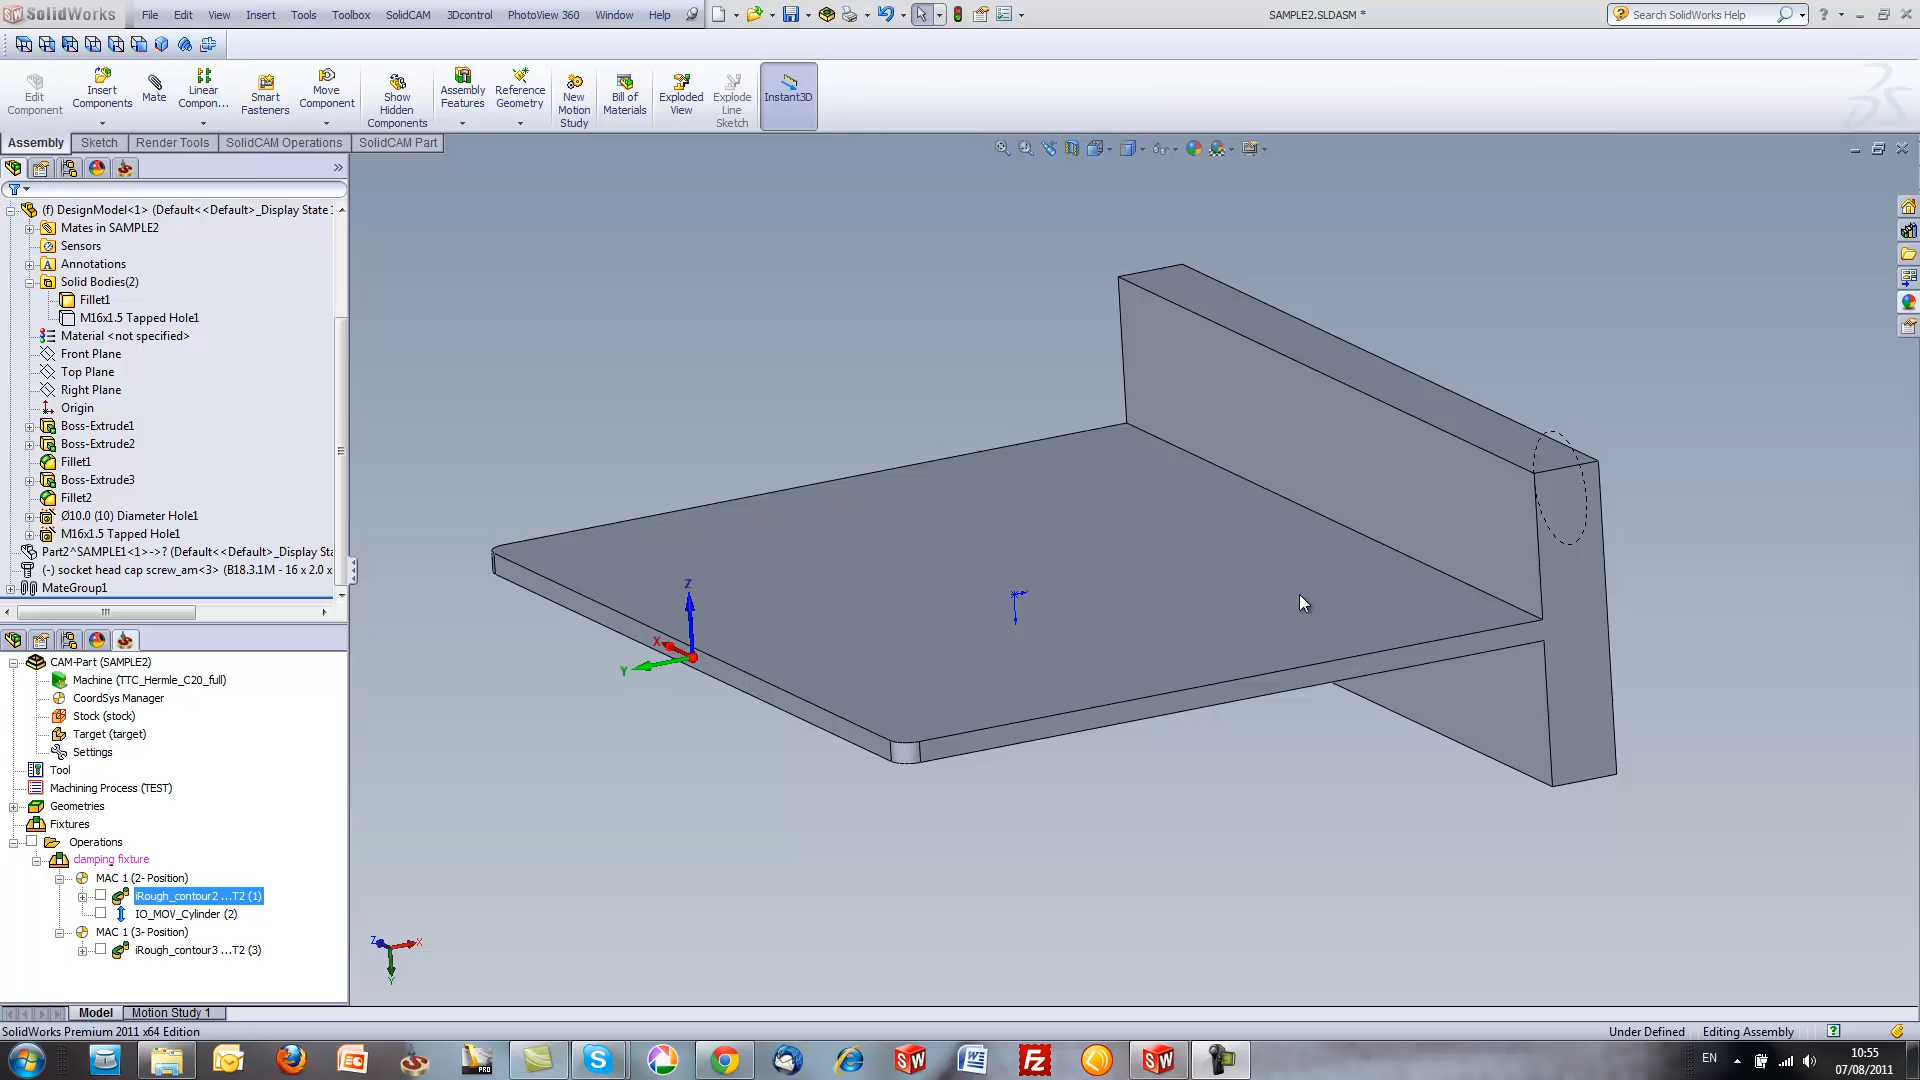 SolidWorks File Edit View Insert Tools Toolbox SolidCAM 3Dcontrol PhotoView 360 Window Help SAMPLE2.SLDASM * Search SolidWorks Help
Edit Component
Insert Components
Mate
Linear Compon...
Smart Fasteners
Move Component
Show Hidden Components
Assembly Features
Reference Geometry
New Motion Study
Bill of Materials
Exploded View
Explode Line Sketch
Instant3D
Assembly Sketch Render Tools SolidCAM Operations SolidCAM Part
(f) DesignModel<1> (Default<<Default>_Display State
Mates in SAMPLE2
Sensors
Annotations
Solid Bodies(2)
Fillet1
M16x1.5 Tapped Hole1
Material <not specified>
Front Plane
Top Plane
Right Plane
Origin
Boss-Extrude1
Boss-Extrude2
Fillet1
Boss-Extrude3
Fillet2
Ø10.0 (10) Diameter Hole1
M16x1.5 Tapped Hole1
Part2^SAMPLE1<1>->? (Default<<Default>_Display Sta
(-) socket head cap screw_am<3> (B18.3.1M - 16 x 2.0 x
MateGroup1
CAM-Part (SAMPLE2)
Machine (TTC_Hermle_C20_full)
CoordSys Manager
Stock (stock)
Target (target)
Settings
Tool
Machining Process (TEST)
Geometries
Fixtures
Operations
clamping fixture
MAC 1 (2- Position)
iRough_contour2 ...T2 (1)
IO_MOV_Cylinder (2)
MAC 1 (3- Position)
iRough_contour3 ...T2 (3)
Z
X
Y
Z X
Y
Model Motion Study 1
SolidWorks Premium 2011 x64 Edition Under Defined Editing Assembly
EN 10:55
07/08/2011